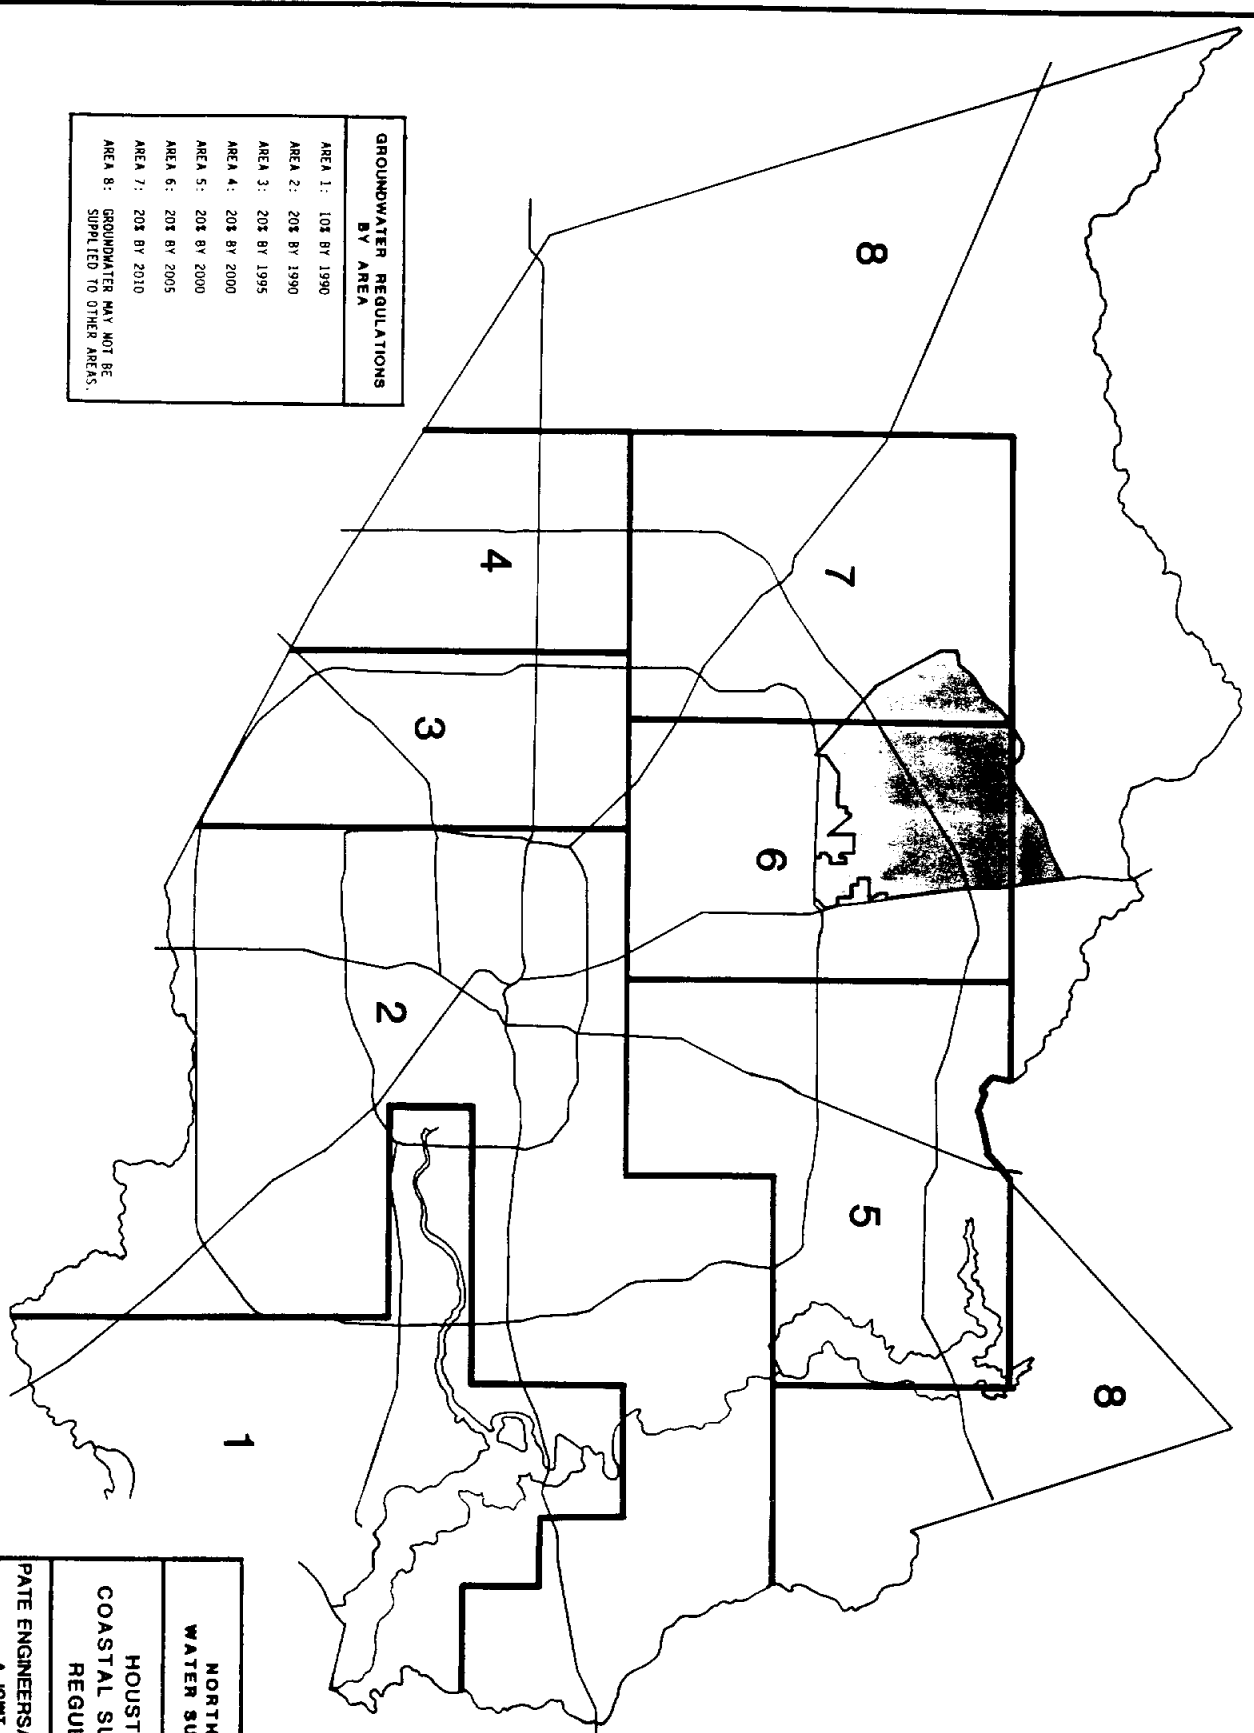 GROUNDWATER REGULATIONS
BY AREA
AREA 1: 10% BY 1990
AREA 2: 20% BY 1990
AREA 3: 20% BY 1995
AREA 4: 20% BY 2000
AREA 5: 20% BY 2000
AREA 6: 20% BY 2005
AREA 7: 20% BY 2010
AREA 8: GROUNDWATER MAY NOT BE
SUPPLIED TO OTHER AREAS.
8
7
4
3
6
2
5
8
1
NORTH
WATER SU
HOUST
COASTAL SU
REGUL
PATE ENGINEERS
A JOINT